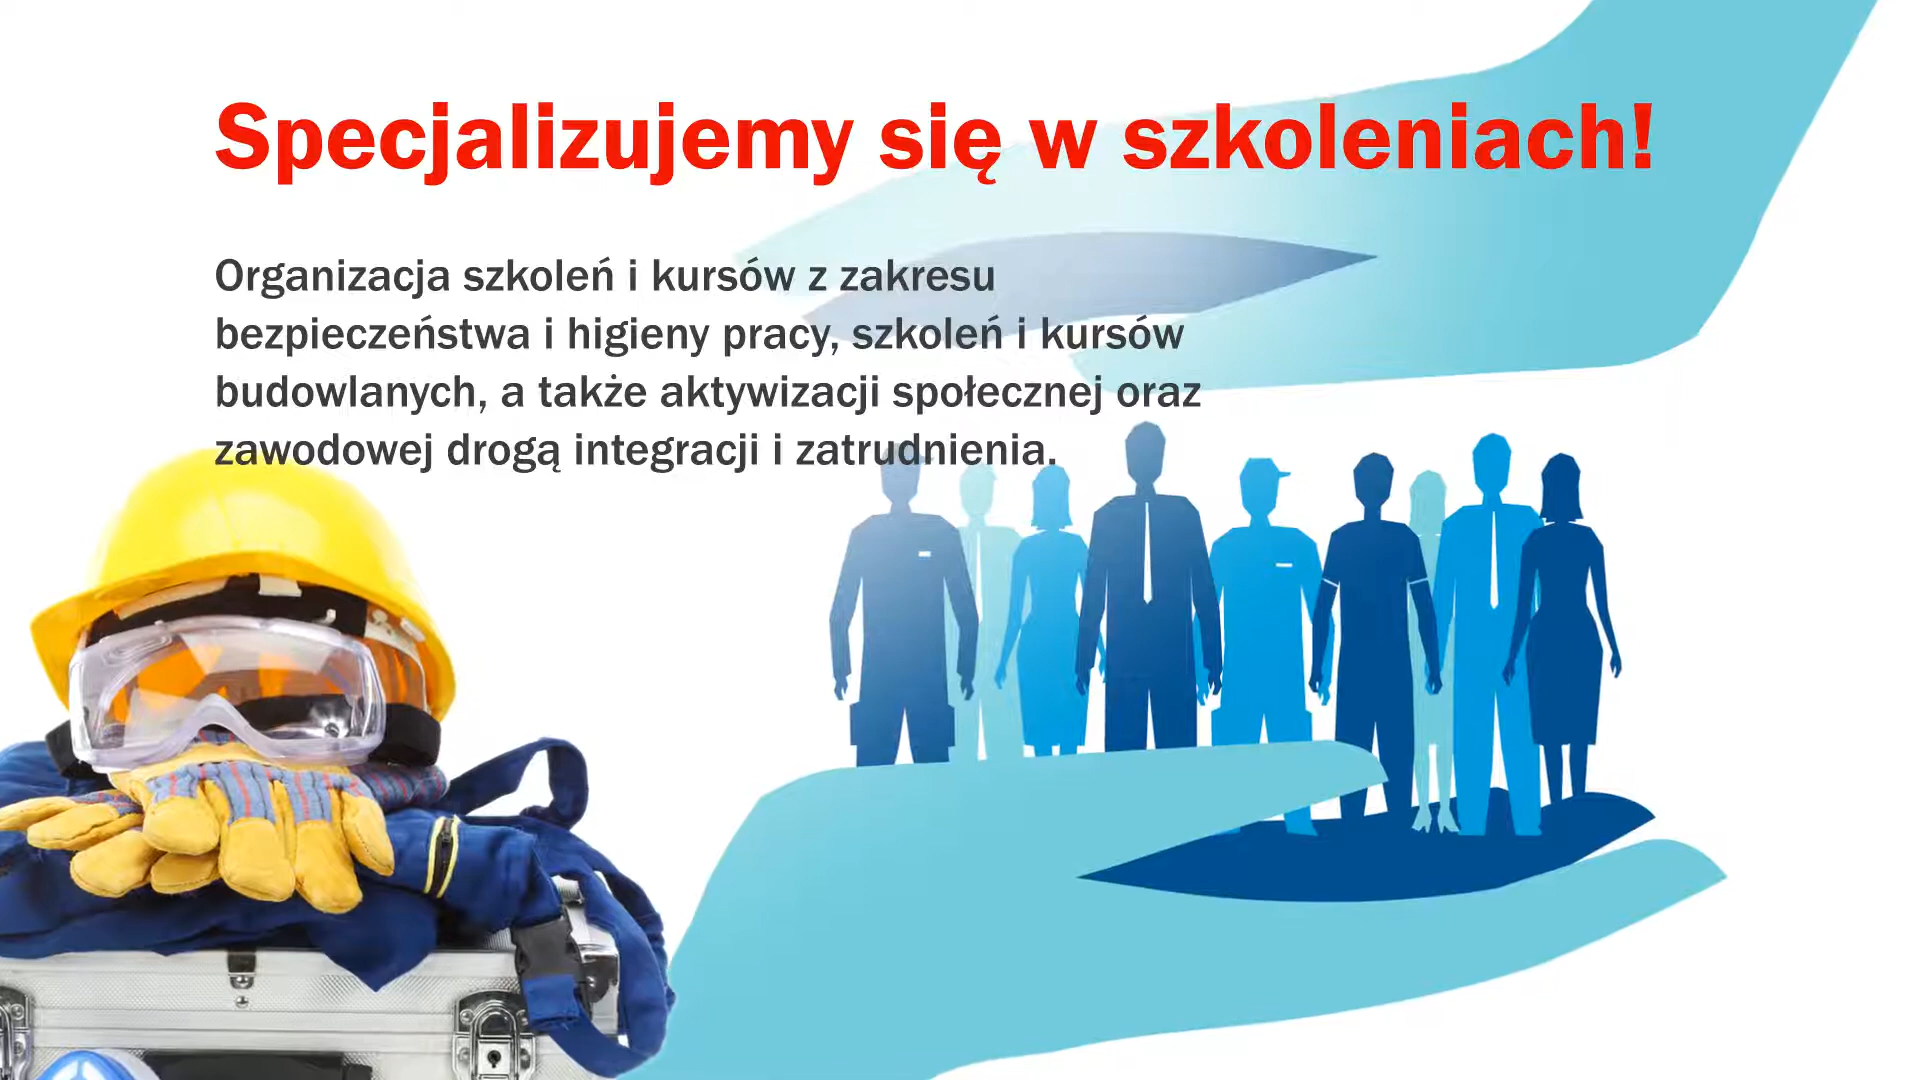 Specjalizujemy się w szkoleniach!
Organizacja szkoleń i kursów z zakresu
bezpieczeństwa i higieny pracy, szkoleń i kursów
budowlanych, a także aktywizacji społecznej oraz
zawodowej drogą integracji i zatrudnienia.